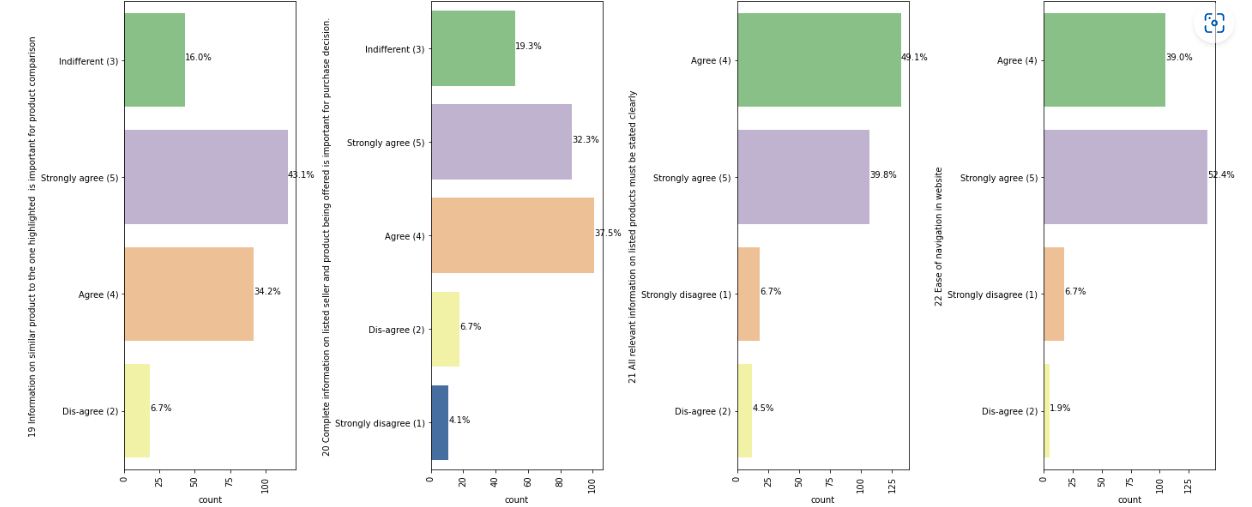 19 Information on similar product to the one highlighted  is important for product comparison
Indifferent (3)
16.0%
Strongly agree (5)
43.1%
Agree (4)
34.2%
Dis-agree (2)
6.7%
0
25
50
75
100
count
20 Complete information on listed seller and product being offered is important for purchase decision.
Indifferent (3)
19.3%
Strongly agree (5)
32.3%
Agree (4)
37.5%
Dis-agree (2)
6.7%
Strongly disagree (1)
4.1%
0
20
40
60
80
100
count
21 All relevant information on listed products must be stated clearly
Agree (4)
49.1%
Strongly agree (5)
39.8%
Strongly disagree (1)
6.7%
Dis-agree (2)
4.5%
0
25
50
75
100
125
count
22 Ease of navigation in website
Agree (4)
39.0%
Strongly agree (5)
52.4%
Strongly disagree (1)
6.7%
Dis-agree (2)
1.9%
0
25
50
75
100
125
count